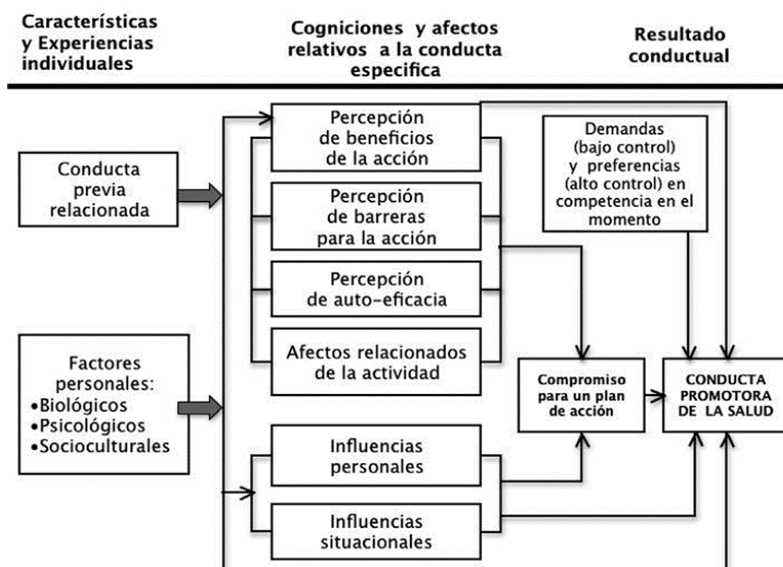 Características
y Experiencias
individuales
Cogniciones y afectos
relativos a la conducta
especifica
Resultado
conductual
Conducta
previa
relacionada
Factores
personales:
•Biológicos
•Psicológicos
•Socioculturales
Percepción
de beneficios
de la acción
Percepción
de barreras
para la acción
Percepción
de auto-eficacia
Afectos relacionados
de la actividad
Influencias
personales
Influencias
situacionales
Demandas
(bajo control)
y preferencias
(alto control) en
competencia en el
momento
Compromiso
para un plan
de acción
CONDUCTA
PROMOTORA
DE LA SALUD